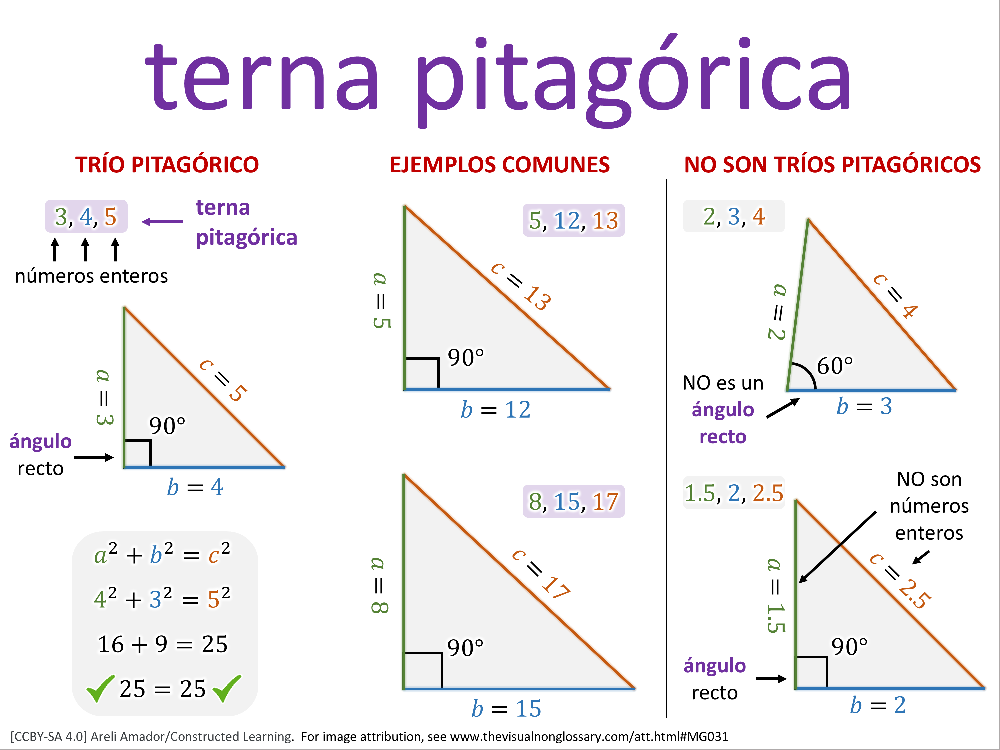 terna pitagórica
TRÍO PITAGÓRICO
3, 4, 5
terna
pitagórica
números enteros
a = 3
c = 5
90°
ángulo
recto
b = 4
a² + b² = c²
4² + 3² = 5²
16 + 9 = 25
25 = 25
EJEMPLOS COMUNES
5, 12, 13
a = 5
c = 13
90°
b = 12
8, 15, 17
a = 8
c = 17
90°
b = 15
NO SON TRÍOS PITAGÓRICOS
2, 3, 4
a = 2
c = 4
60°
NO es un
ángulo
recto
b = 3
1.5, 2, 2.5
NO son
números
enteros
a = 1.5
c = 2.5
90°
ángulo
recto
b = 2
[CCBY-SA 4.0] Areli Amador/Constructed Learning. For image attribution, see www.thevisualnonglossary.com/att.html#MG031